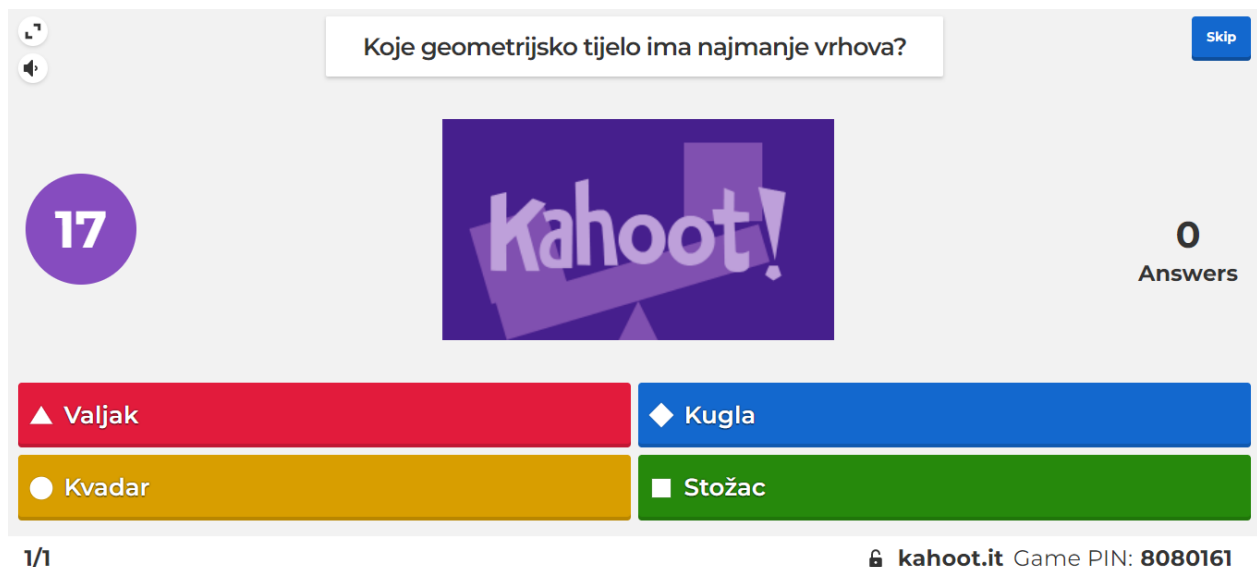 Koje geometrijsko tijelo ima najmanje vrhova?
Skip
17
Kahoot!
0
Answers
Valjak
Kugla
Kvadar
Stožac
1/1
kahoot.it Game PIN: 8080161